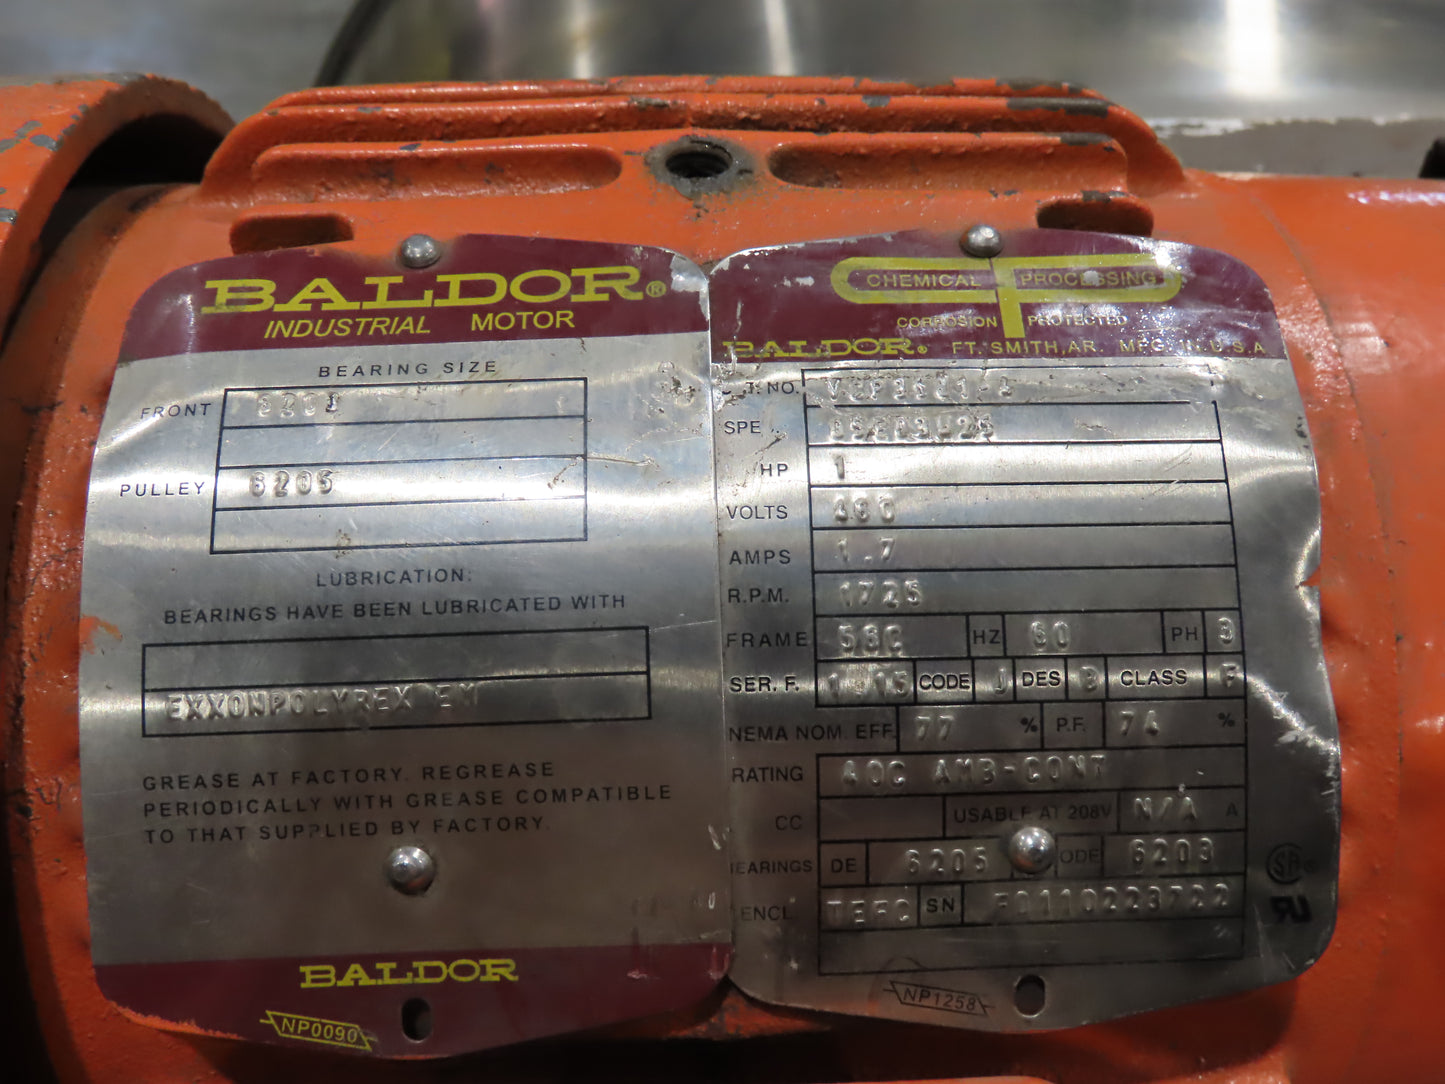 BALDOR®
INDUSTRIAL MOTOR
BEARING SIZE
FRONT 6203
PULLEY 6205
LUBRICATION:
BEARINGS HAVE BEEN LUBRICATED WITH
EXXONPOLYREX EM
GREASE AT FACTORY. REGREASE
PERIODICALLY WITH GREASE COMPATIBLE
TO THAT SUPPLIED BY FACTORY.
BALDOR
NP0090
CHEMICAL PROCESSING
CORROSION PROTECTED
BALDOR® FT. SMITH, AR. MFG. IN U.S.A.
NO.
SPE
HP 1
VOLTS 460
AMPS 1.7
R.P.M. 1725
FRAME 56C HZ 60 PH 3
SER. F. 1.15 CODE J DES B CLASS F
NEMA NOM. EFF. 77 % P.F. 74 %
RATING 40C AMB-CONT
CC USABLE AT 208V N/A A
BEARINGS DE 6205 ODE 6203
ENCL TEFC SN F0110223722
SA®
UR
NP1258